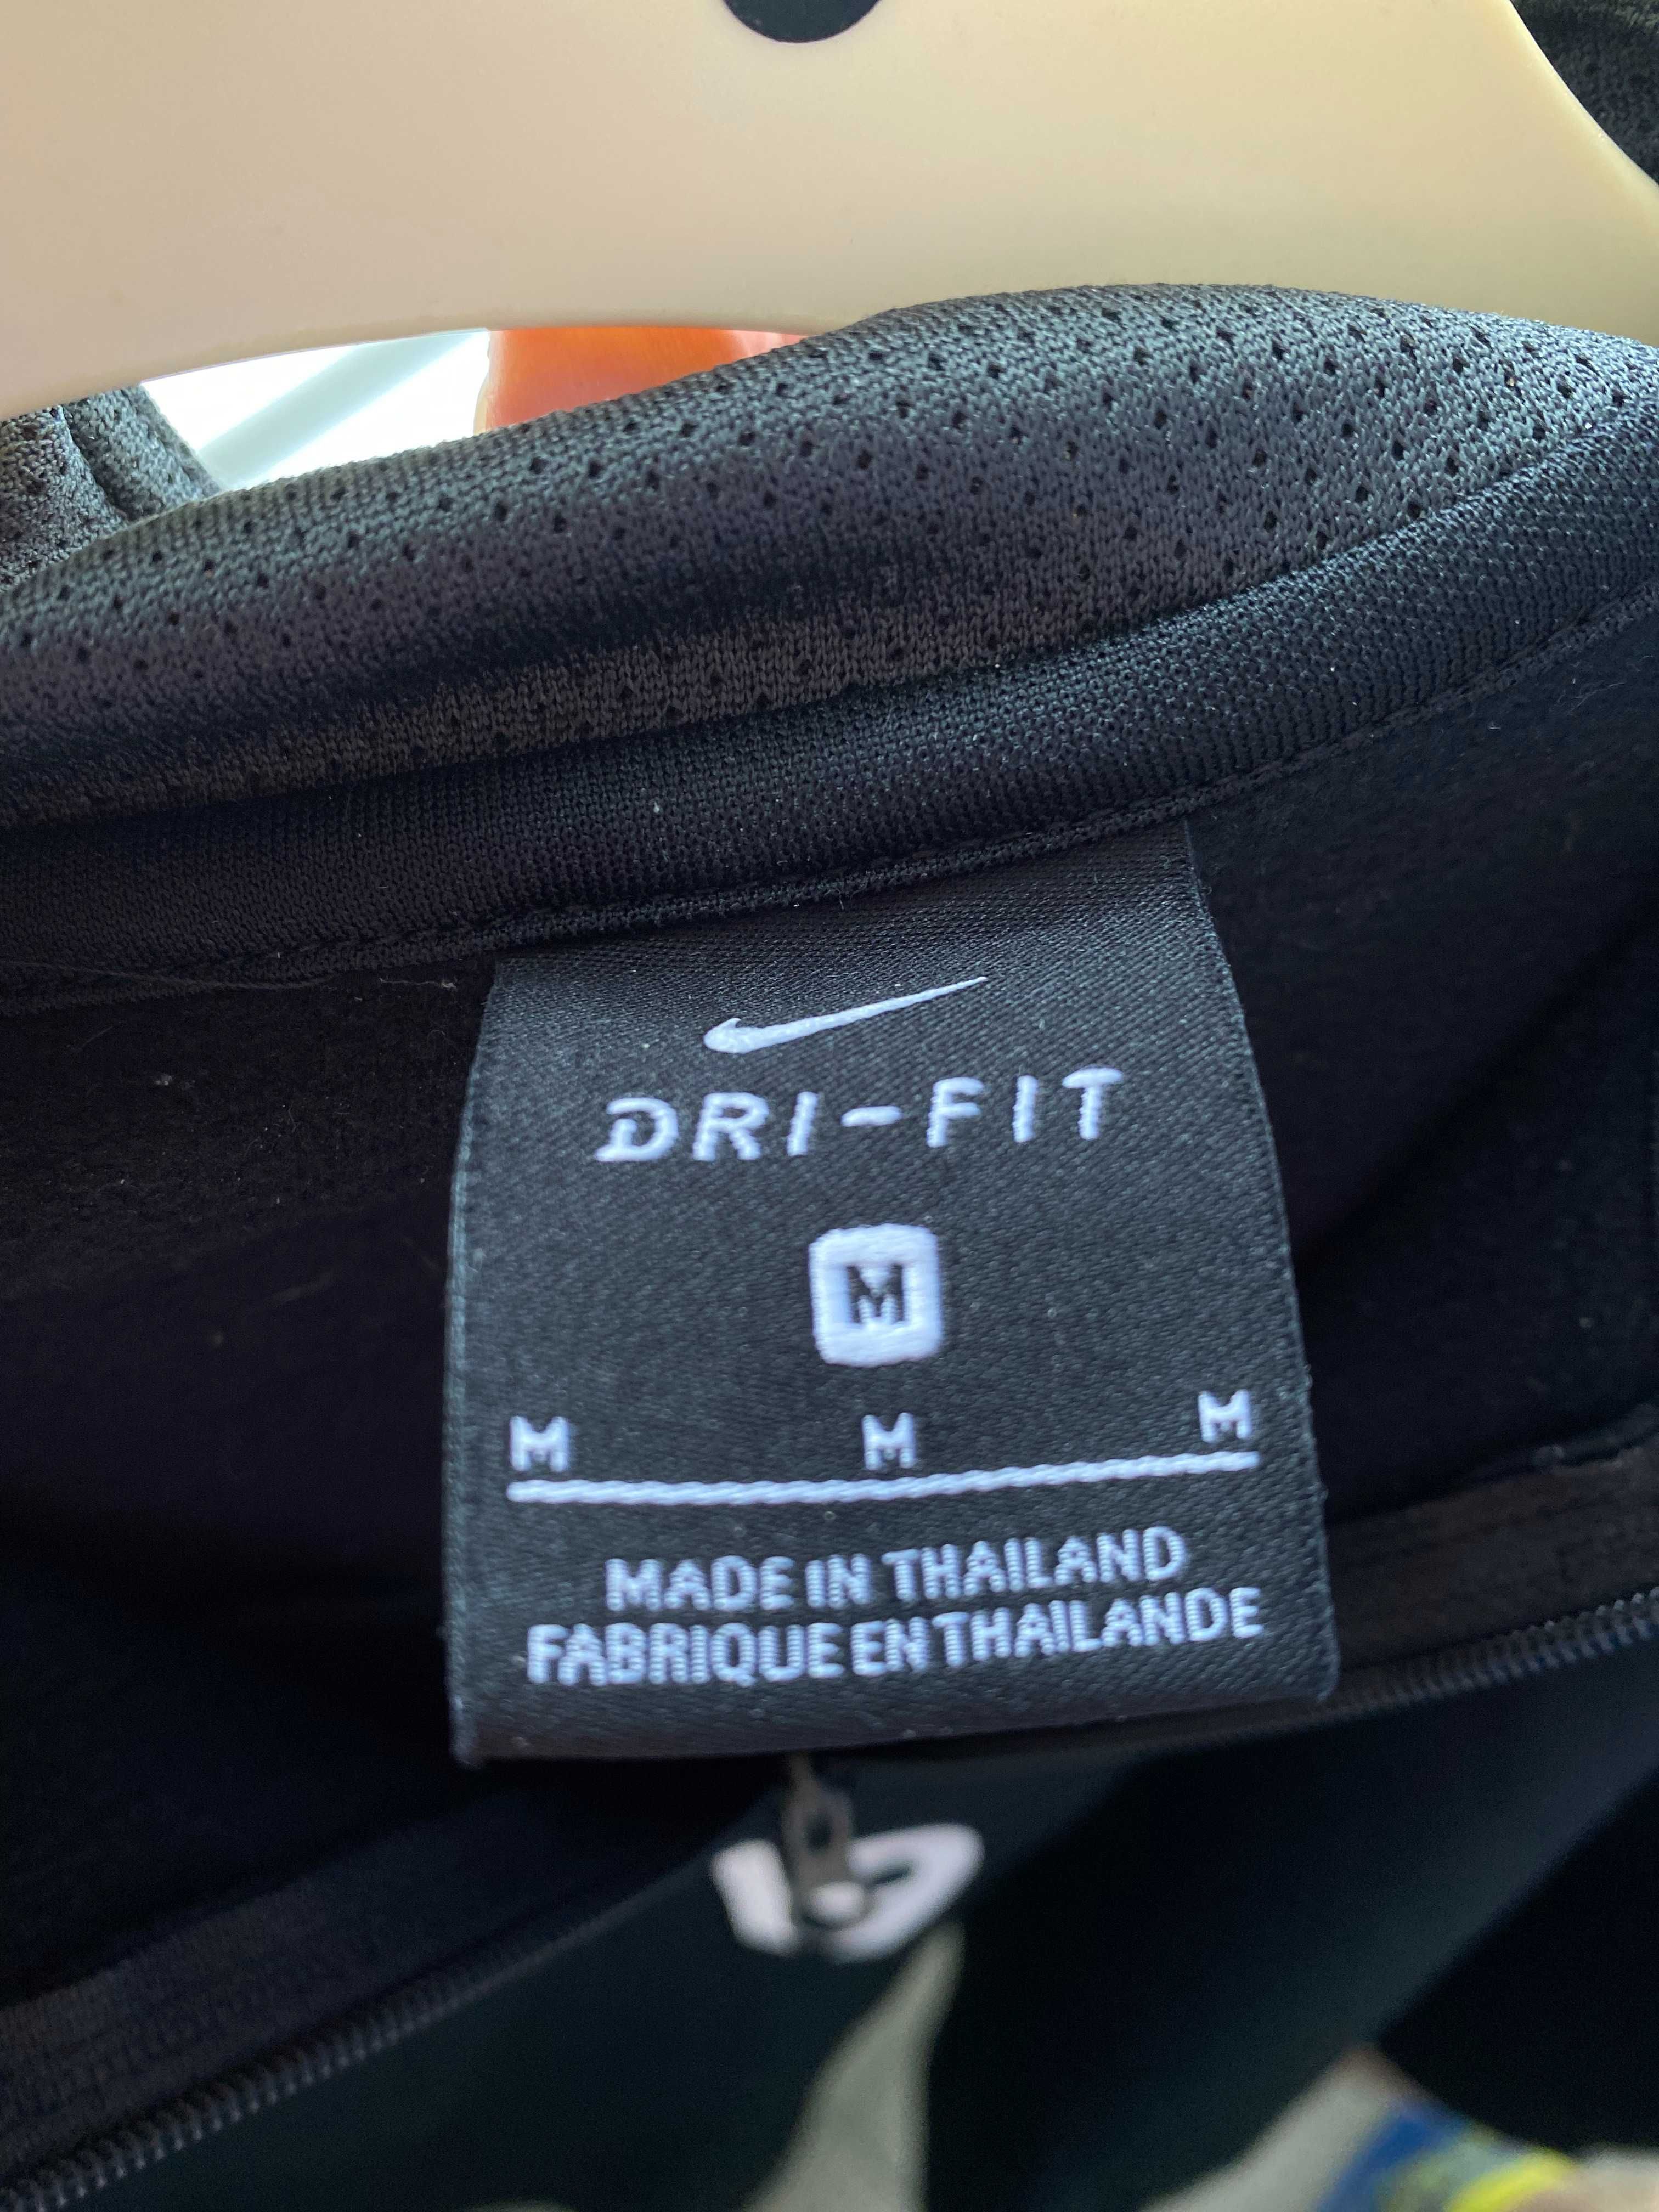 DRI-FIT
M
M M M
MADE IN THAILAND
FABRIQUE EN THAILANDE